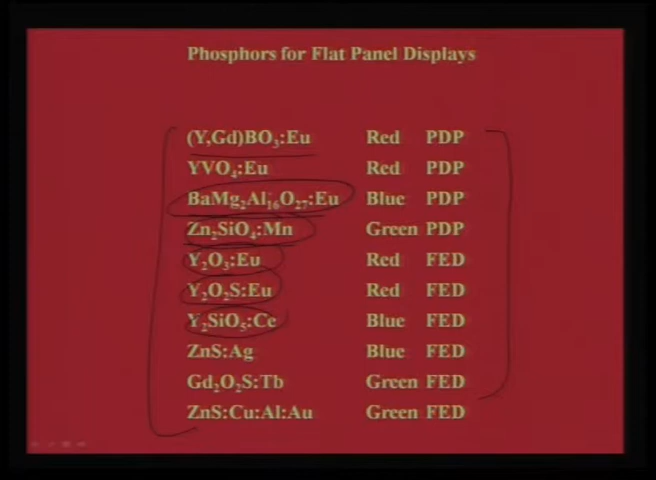 Phosphors for Flat Panel Displays
(Y,Gd)BO₃:Eu Red PDP
YVO₄:Eu Red PDP
BaMg₂Al₁₆O₂₇:Eu Blue PDP
Zn₂SiO₄:Mn Green PDP
Y₂O₃:Eu Red FED
Y₂O₂S:Eu Red FED
Y₂SiO₅:Ce Blue FED
ZnS:Ag Blue FED
Gd₂O₂S:Tb Green FED
ZnS:Cu:Al:Au Green FED